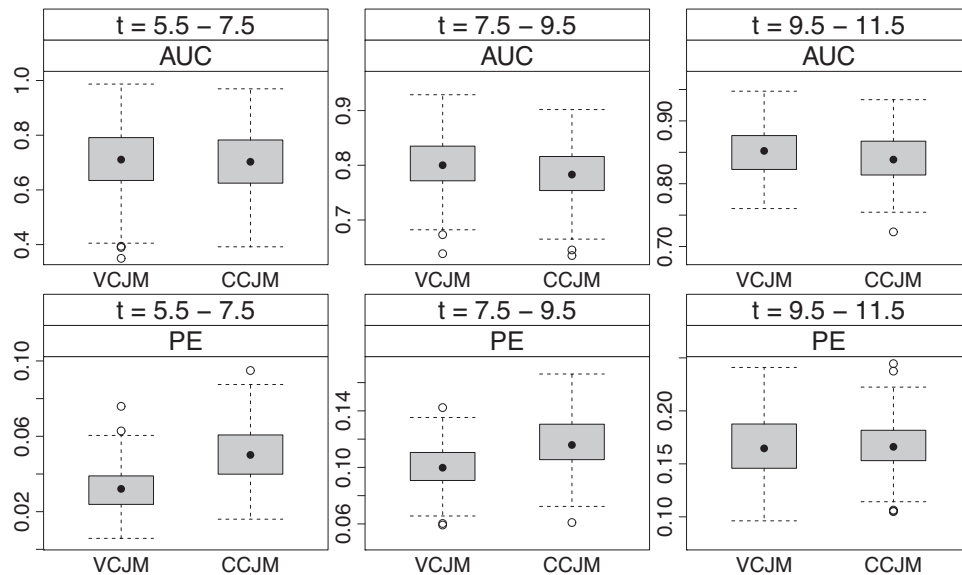 t = 5.5 – 7.5
t = 7.5 – 9.5
t = 9.5 – 11.5
AUC
AUC
AUC
1.0
0.8
0.6
0.4
0.9
0.8
0.7
0.90
0.80
0.70
VCJM CCJM
VCJM CCJM
VCJM CCJM
t = 5.5 – 7.5
t = 7.5 – 9.5
t = 9.5 – 11.5
PE
PE
PE
0.10
0.06
0.02
0.14
0.10
0.06
0.20
0.15
0.10
VCJM CCJM
VCJM CCJM
VCJM CCJM